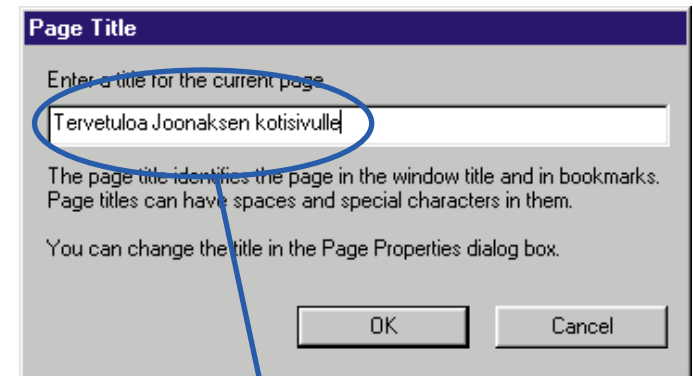 Page Title
Enter a title for the current page
Tervetuloa Joonaksen kotisivulle
The page title identifies the page in the window title and in bookmarks.
Page titles can have spaces and special characters in them.
You can change the title in the Page Properties dialog box.
OK Cancel